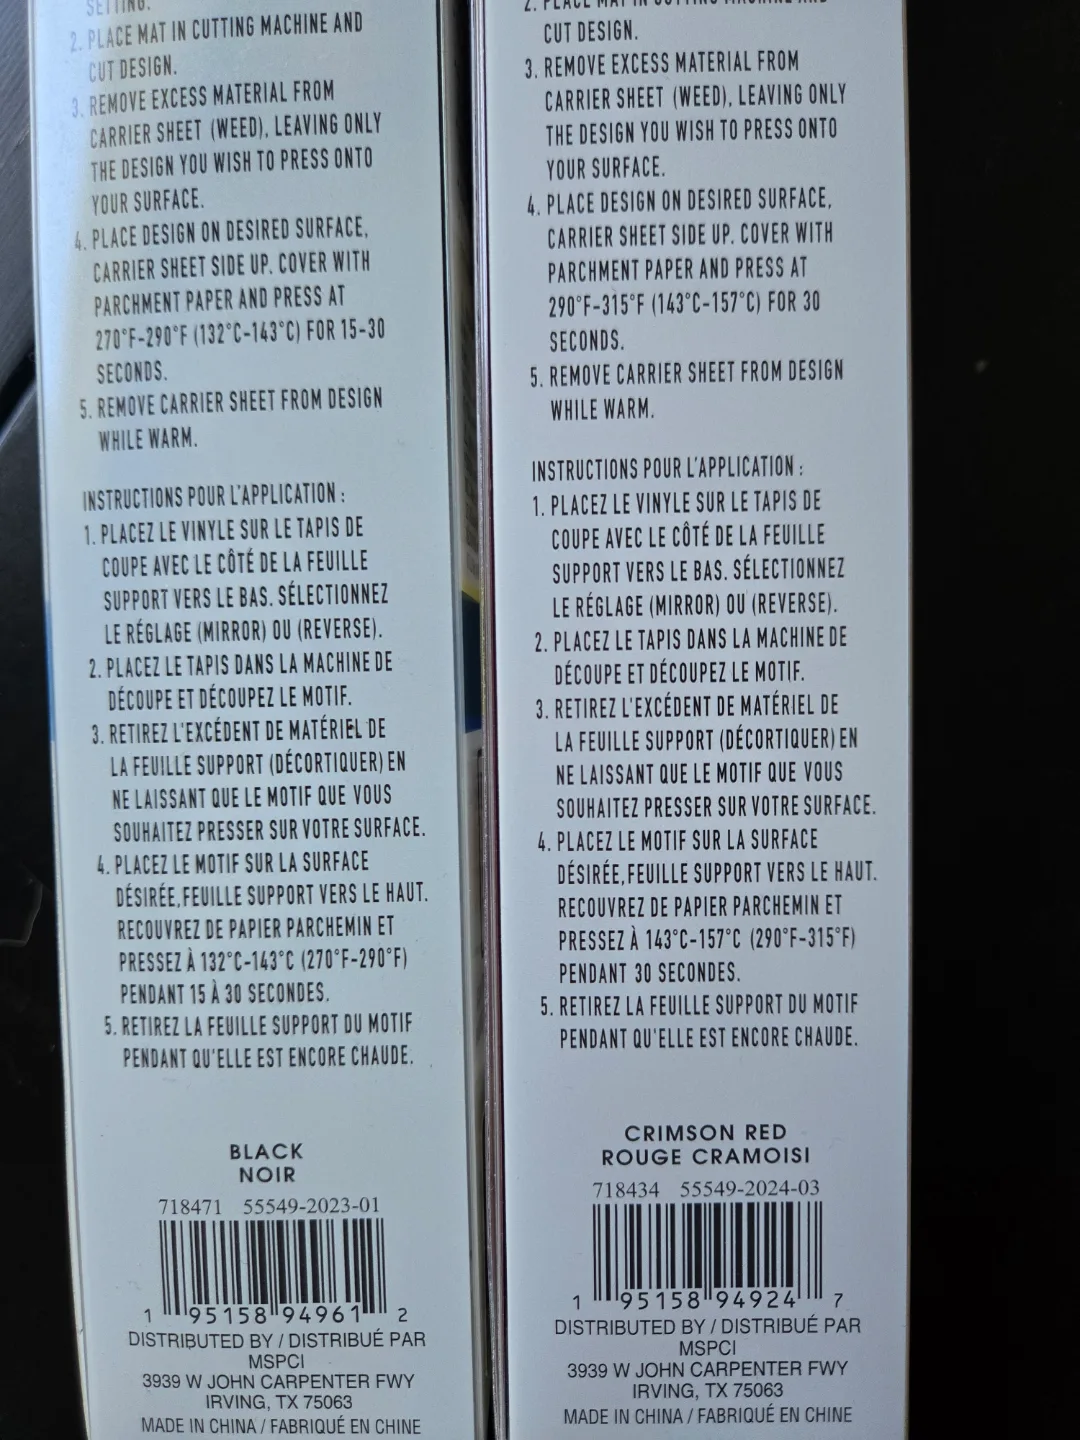 SETTING.
2. PLACE MAT IN CUTTING MACHINE AND
CUT DESIGN.
3. REMOVE EXCESS MATERIAL FROM
CARRIER SHEET (WEED), LEAVING ONLY
THE DESIGN YOU WISH TO PRESS ONTO
YOUR SURFACE.
4. PLACE DESIGN ON DESIRED SURFACE,
CARRIER SHEET SIDE UP. COVER WITH
PARCHMENT PAPER AND PRESS AT
270°F-290°F (132°C-143°C) FOR 15-30
SECONDS.
5. REMOVE CARRIER SHEET FROM DESIGN
WHILE WARM.
INSTRUCTIONS POUR L'APPLICATION :
1. PLACEZ LE VINYLE SUR LE TAPIS DE
COUPE AVEC LE CÔTÉ DE LA FEUILLE
SUPPORT VERS LE BAS. SÉLECTIONNEZ
LE RÉGLAGE (MIRROR) OU (REVERSE).
2. PLACEZ LE TAPIS DANS LA MACHINE DE
DÉCOUPE ET DÉCOUPEZ LE MOTIF.
3. RETIREZ L'EXCÉDENT DE MATÉRIEL DE
LA FEUILLE SUPPORT (DÉCORTIQUER) EN
NE LAISSANT QUE LE MOTIF QUE VOUS
SOUHAITEZ PRESSER SUR VOTRE SURFACE.
4. PLACEZ LE MOTIF SUR LA SURFACE
DÉSIRÉE, FEUILLE SUPPORT VERS LE HAUT.
RECOUVREZ DE PAPIER PARCHEMIN ET
PRESSEZ À 132°C-143°C (270°F-290°F)
PENDANT 15 À 30 SECONDES.
5. RETIREZ LA FEUILLE SUPPORT DU MOTIF
PENDANT QU'ELLE EST ENCORE CHAUDE.
BLACK
NOIR
718471 55549-2023-01
1 95158 94961 2
DISTRIBUTED BY / DISTRIBUÉ PAR
MSPCI
3939 W JOHN CARPENTER FWY
IRVING, TX 75063
MADE IN CHINA / FABRIQUÉ EN CHINE
2. PLACE MAT IN CUTTING MACHINE AND
CUT DESIGN.
3. REMOVE EXCESS MATERIAL FROM
CARRIER SHEET (WEED), LEAVING ONLY
THE DESIGN YOU WISH TO PRESS ONTO
YOUR SURFACE.
4. PLACE DESIGN ON DESIRED SURFACE,
CARRIER SHEET SIDE UP. COVER WITH
PARCHMENT PAPER AND PRESS AT
290°F-315°F (143°C-157°C) FOR 30
SECONDS.
5. REMOVE CARRIER SHEET FROM DESIGN
WHILE WARM.
INSTRUCTIONS POUR L'APPLICATION :
1. PLACEZ LE VINYLE SUR LE TAPIS DE
COUPE AVEC LE CÔTÉ DE LA FEUILLE
SUPPORT VERS LE BAS. SÉLECTIONNEZ
LE RÉGLAGE (MIRROR) OU (REVERSE).
2. PLACEZ LE TAPIS DANS LA MACHINE DE
DÉCOUPE ET DÉCOUPEZ LE MOTIF.
3. RETIREZ L'EXCÉDENT DE MATÉRIEL DE
LA FEUILLE SUPPORT (DÉCORTIQUER) EN
NE LAISSANT QUE LE MOTIF QUE VOUS
SOUHAITEZ PRESSER SUR VOTRE SURFACE.
4. PLACEZ LE MOTIF SUR LA SURFACE
DÉSIRÉE, FEUILLE SUPPORT VERS LE HAUT.
RECOUVREZ DE PAPIER PARCHEMIN ET
PRESSEZ À 143°C-157°C (290°F-315°F)
PENDANT 30 SECONDES.
5. RETIREZ LA FEUILLE SUPPORT DU MOTIF
PENDANT QU'ELLE EST ENCORE CHAUDE.
CRIMSON RED
ROUGE CRAMOISI
718434 55549-2024-03
1 95158 94924 7
DISTRIBUTED BY / DISTRIBUÉ PAR
MSPCI
3939 W JOHN CARPENTER FWY
IRVING, TX 75063
MADE IN CHINA / FABRIQUÉ EN CHINE